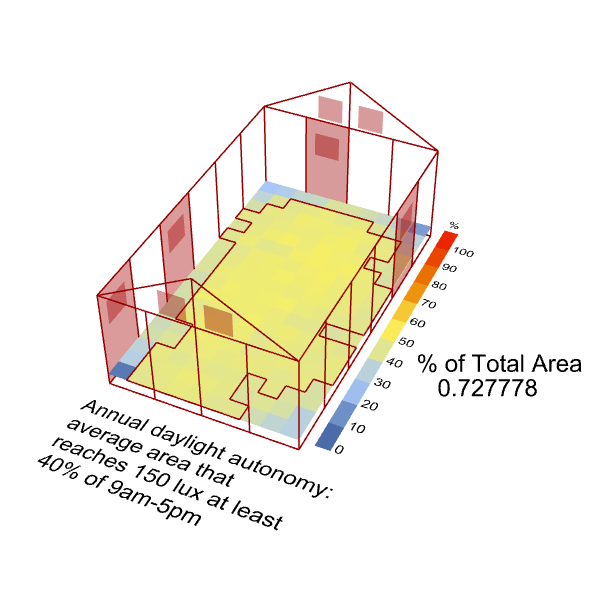 %
100
90
80
70
60
50
40
30
20
10
0
% of Total Area
0.727778
Annual daylight autonomy:
average area that
reaches 150 lux at least
40% of 9am-5pm